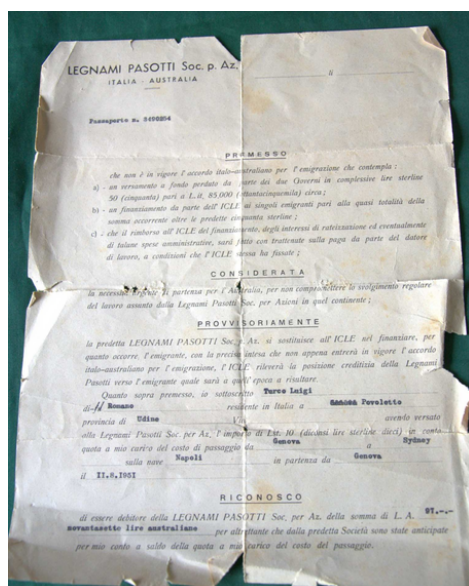 LEGNAMI PASOTTI Soc. p. Az.
ITALIA - AUSTRALIA
li
Passaporto n. 5490254
PREMESSO
che non è in vigore l'accordo italo-australiano per l'emigrazione che contempla :
a) - un versamento a fondo perduto da parte dei due Governi in complessive lire sterline
50 (cinquanta) pari a L.it. 85.000 (ottantacinquemila) circa ;
b) - un finanziamento da parte dell'ICLE ai singoli emigranti pari alla quasi totalità della
somma occorrente oltre le predette cinquanta sterline ;
c) - che il rimborso all'ICLE del finanziamento, degli interessi di rateizzazione ed eventualmente
di talune spese amministrative, sarà fatto con trattenute sulla paga da parte del datore
di lavoro, a condizioni che l'ICLE stessa ha fissate ;
CONSIDERATA
la necessità urgente di partenza per l'Australia, per non compromettere lo svolgimento regolare
del lavoro assunto dalla Legnami Pasotti Soc. per Azioni in quel continente ;
PROVVISORIAMENTE
la predetta LEGNAMI PASOTTI Soc. p. Az. si sostituisce all'ICLE nel finanziare, per
quanto occorre, l'emigrante, con la precisa intesa che non appena entrerà in vigore l'accordo
italo-australiano per l'emigrazione, l'ICLE rileverà la posizione creditizia della Legnami
Pasotti verso l'emigrante quale sarà a quel'epoca a risultare.
Quanto sopra premesso, io sottoscritto Turco Luigi
di Romano residente in Italia a Povoletto
provincia di Udine Via avendo versato
alla Legnami Pasotti Soc. per Az. l'importo di Lst. 10 (diconsi lire sterline dieci) in conto
quota a mio carico del costo di passaggio da Genova a Sydney
sulla nave Napoli in partenza da Genova
il II.8.1951
RICONOSCO
di essere debitore della LEGNAMI PASOTTI Soc. per Az. della somma di L. A. 97.-.-
novantasette lire australiane per altrettante che dalla predetta Società sono state anticipate
per mio conto a saldo della quota a mio carico del costo del passaggio.